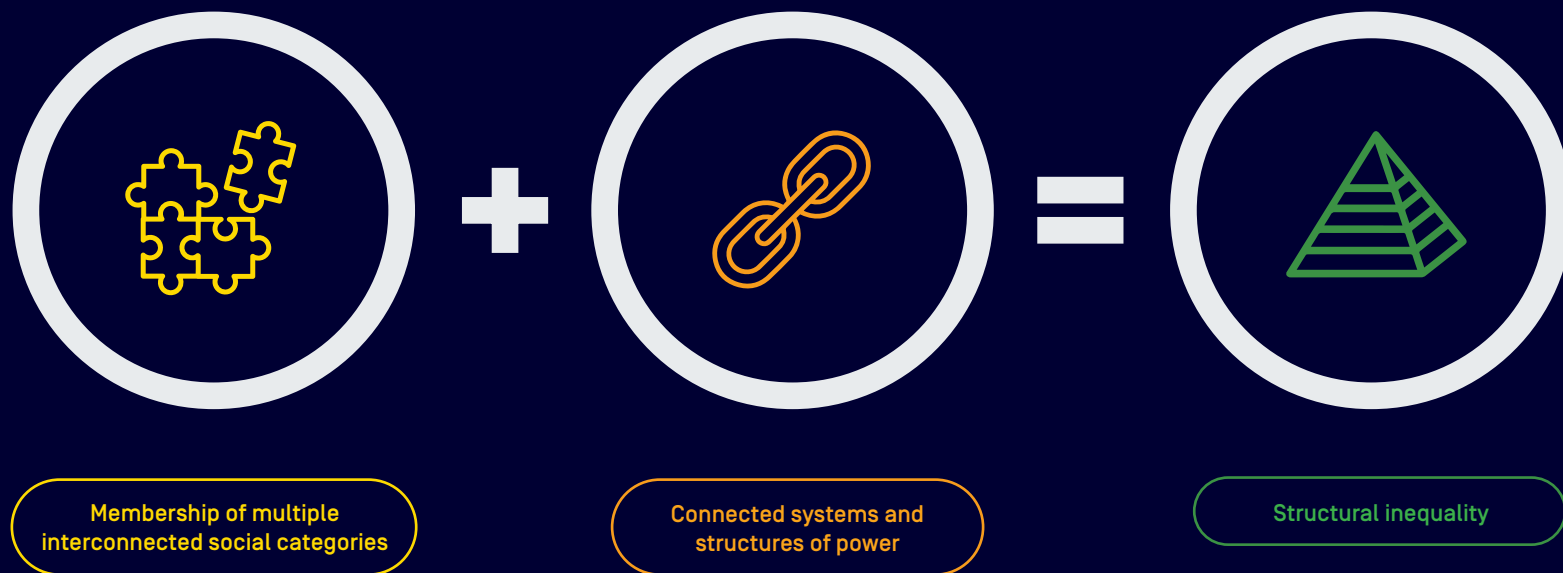 Membership of multiple
interconnected social categories
Connected systems and
structures of power
Structural inequality